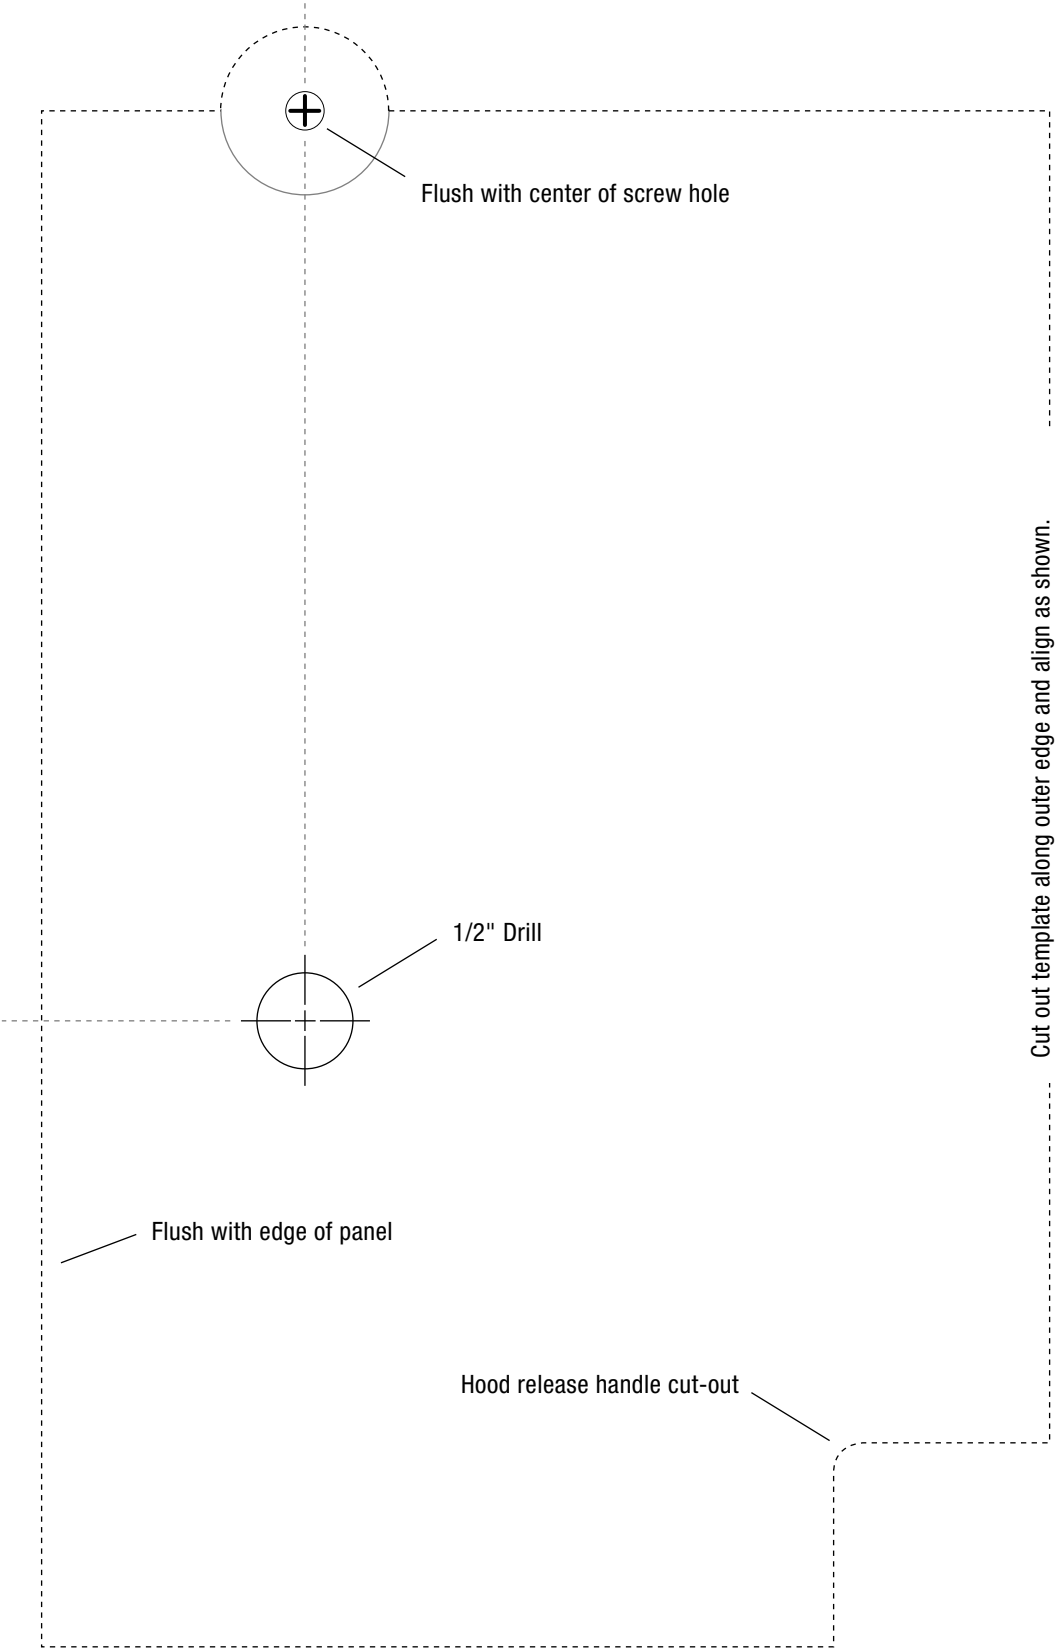 Flush with center of screw hole
Cut out template along outer edge and align as shown.
1/2" Drill
Flush with edge of panel
Hood release handle cut-out